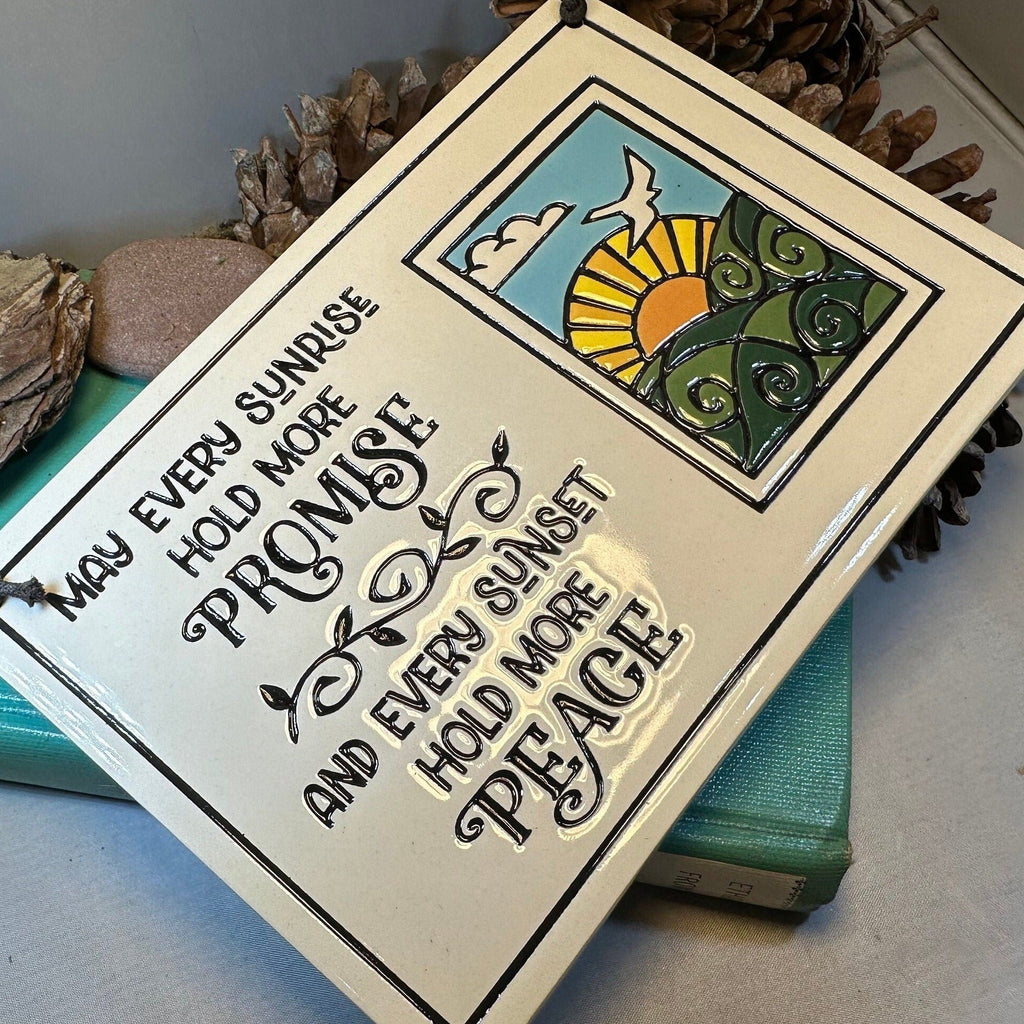 MAY EVERY SUNRISE
HOLD MORE
PROMISE
AND EVERY SUNSET
HOLD MORE
PEACE